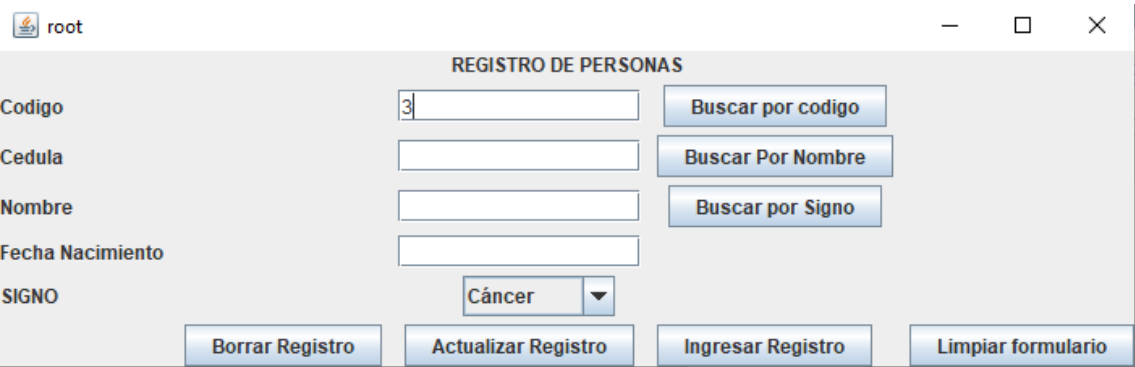 root
REGISTRO DE PERSONAS
Codigo 3 Buscar por codigo
Cedula Buscar Por Nombre
Nombre Buscar por Signo
Fecha Nacimiento
SIGNO Cáncer
Borrar Registro Actualizar Registro Ingresar Registro Limpiar formulario